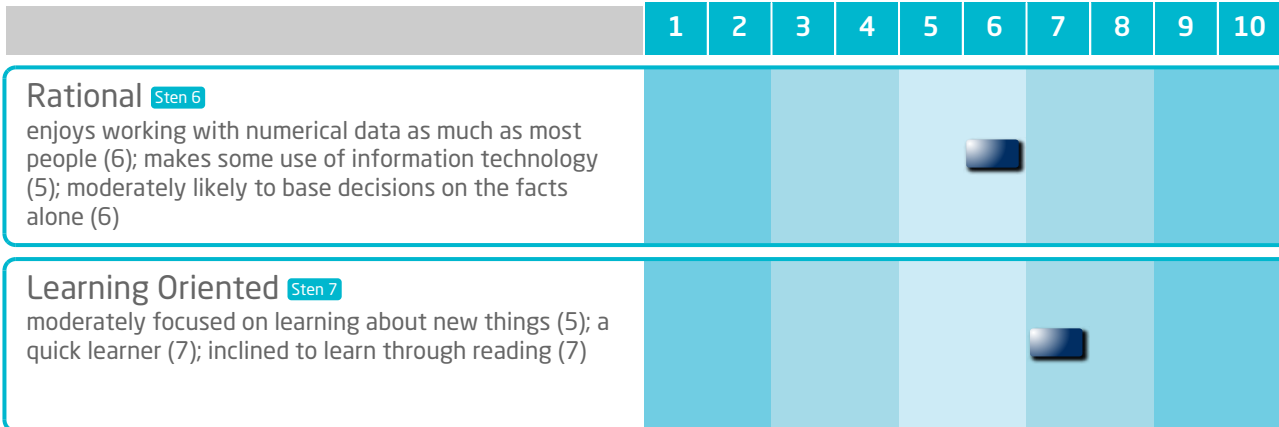 1 2 3 4 5 6 7 8 9 10
Rational Sten 6
enjoys working with numerical data as much as most
people (6); makes some use of information technology
(5); moderately likely to base decisions on the facts
alone (6)
Learning Oriented Sten 7
moderately focused on learning about new things (5); a
quick learner (7); inclined to learn through reading (7)